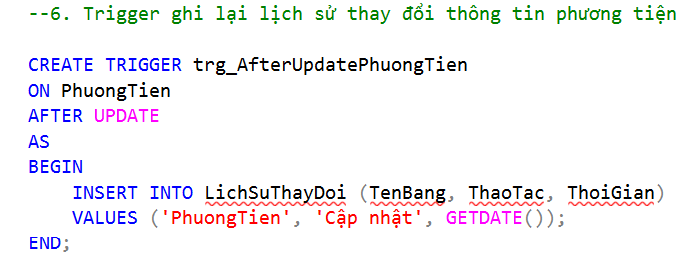 --6. Trigger ghi lại lịch sử thay đổi thông tin phương tiện
CREATE TRIGGER trg_AfterUpdatePhuongTien
ON PhuongTien
AFTER UPDATE
AS
BEGIN
    INSERT INTO LichSuThayDoi (TenBang, ThaoTac, ThoiGian)
    VALUES ('PhuongTien', 'Cập nhật', GETDATE());
END;